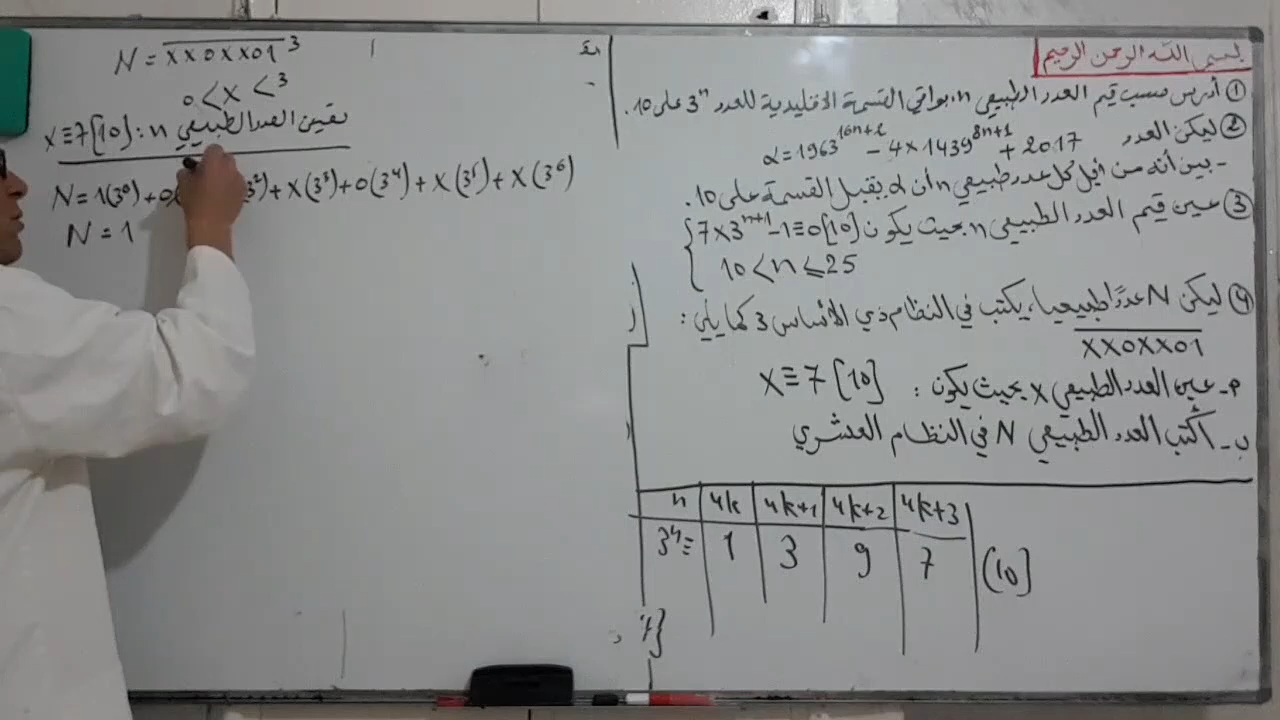 بسم الله الرحمن الرحيم
① أدرس حسب قيم العدد الطبيعي n، بواقي القسمة الإقليدية للعدد 3ⁿ على 10.
② ليكن العدد α = 1963^{16n+2} - 4×1439^{8n+1} + 2017
- بين أنه من أجل كل عدد طبيعي n أن α يقبل القسمة على 10.
③ عين قيم العدد الطبيعي n بحيث يكون { 7×3^{n+1} - 1 ≡ 0[10]
10 < n ≤ 25
④ ليكن N عددًا طبيعيا، يكتب في النظام ذي الأساس 3 كما يلي:
xx0xx01
م- عين العدد الطبيعي x بحيث يكون: x ≡ 7 [10]
ب- أكتب العدد الطبيعي N في النظام العشري
n | 4k | 4k+1 | 4k+2 | 4k+3
3ⁿ ≡ | 1 | 3 | 9 | 7 | [10]
N = xx0xx01 3
0 < x < 3
تعيين العدد الطبيعي n: x ≡ 7 [10]
N = 1(3⁰) + 0 3²) + x(3³) + 0(3⁴) + x(3⁵) + x(3⁶)
N = 1
, 7}